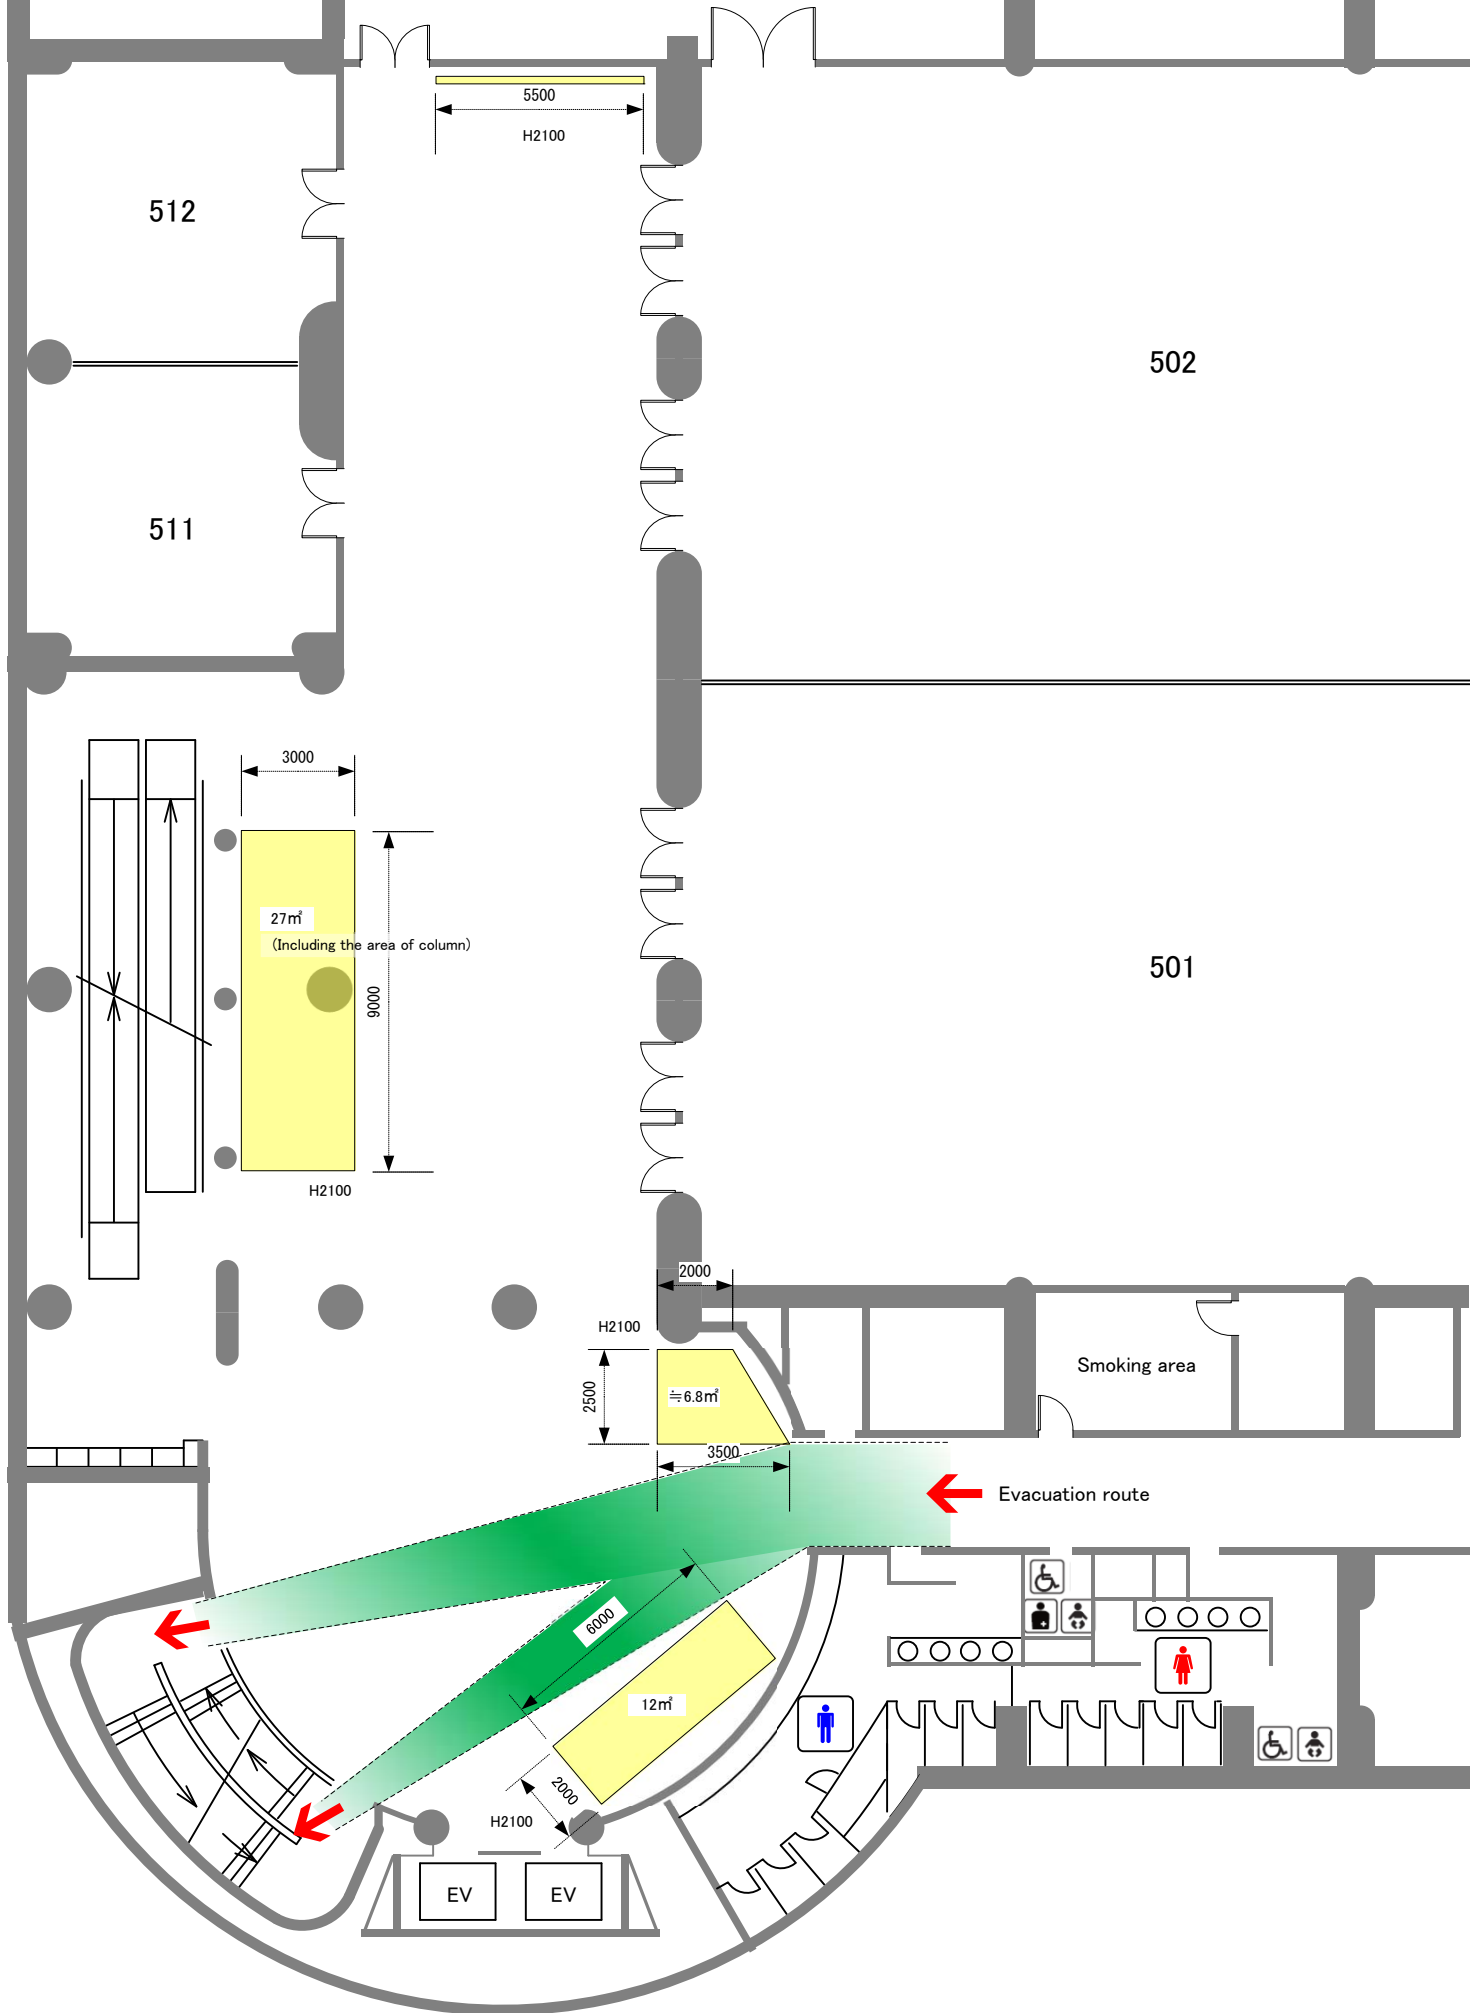 5500
H2100
512
502
511
3000
27㎡
(Including the area of column)
9000
501
H2100
2000
H2100
2500
≒6.8㎡
3500
Smoking area
Evacuation route
6000
12㎡
2000
H2100
EV
EV